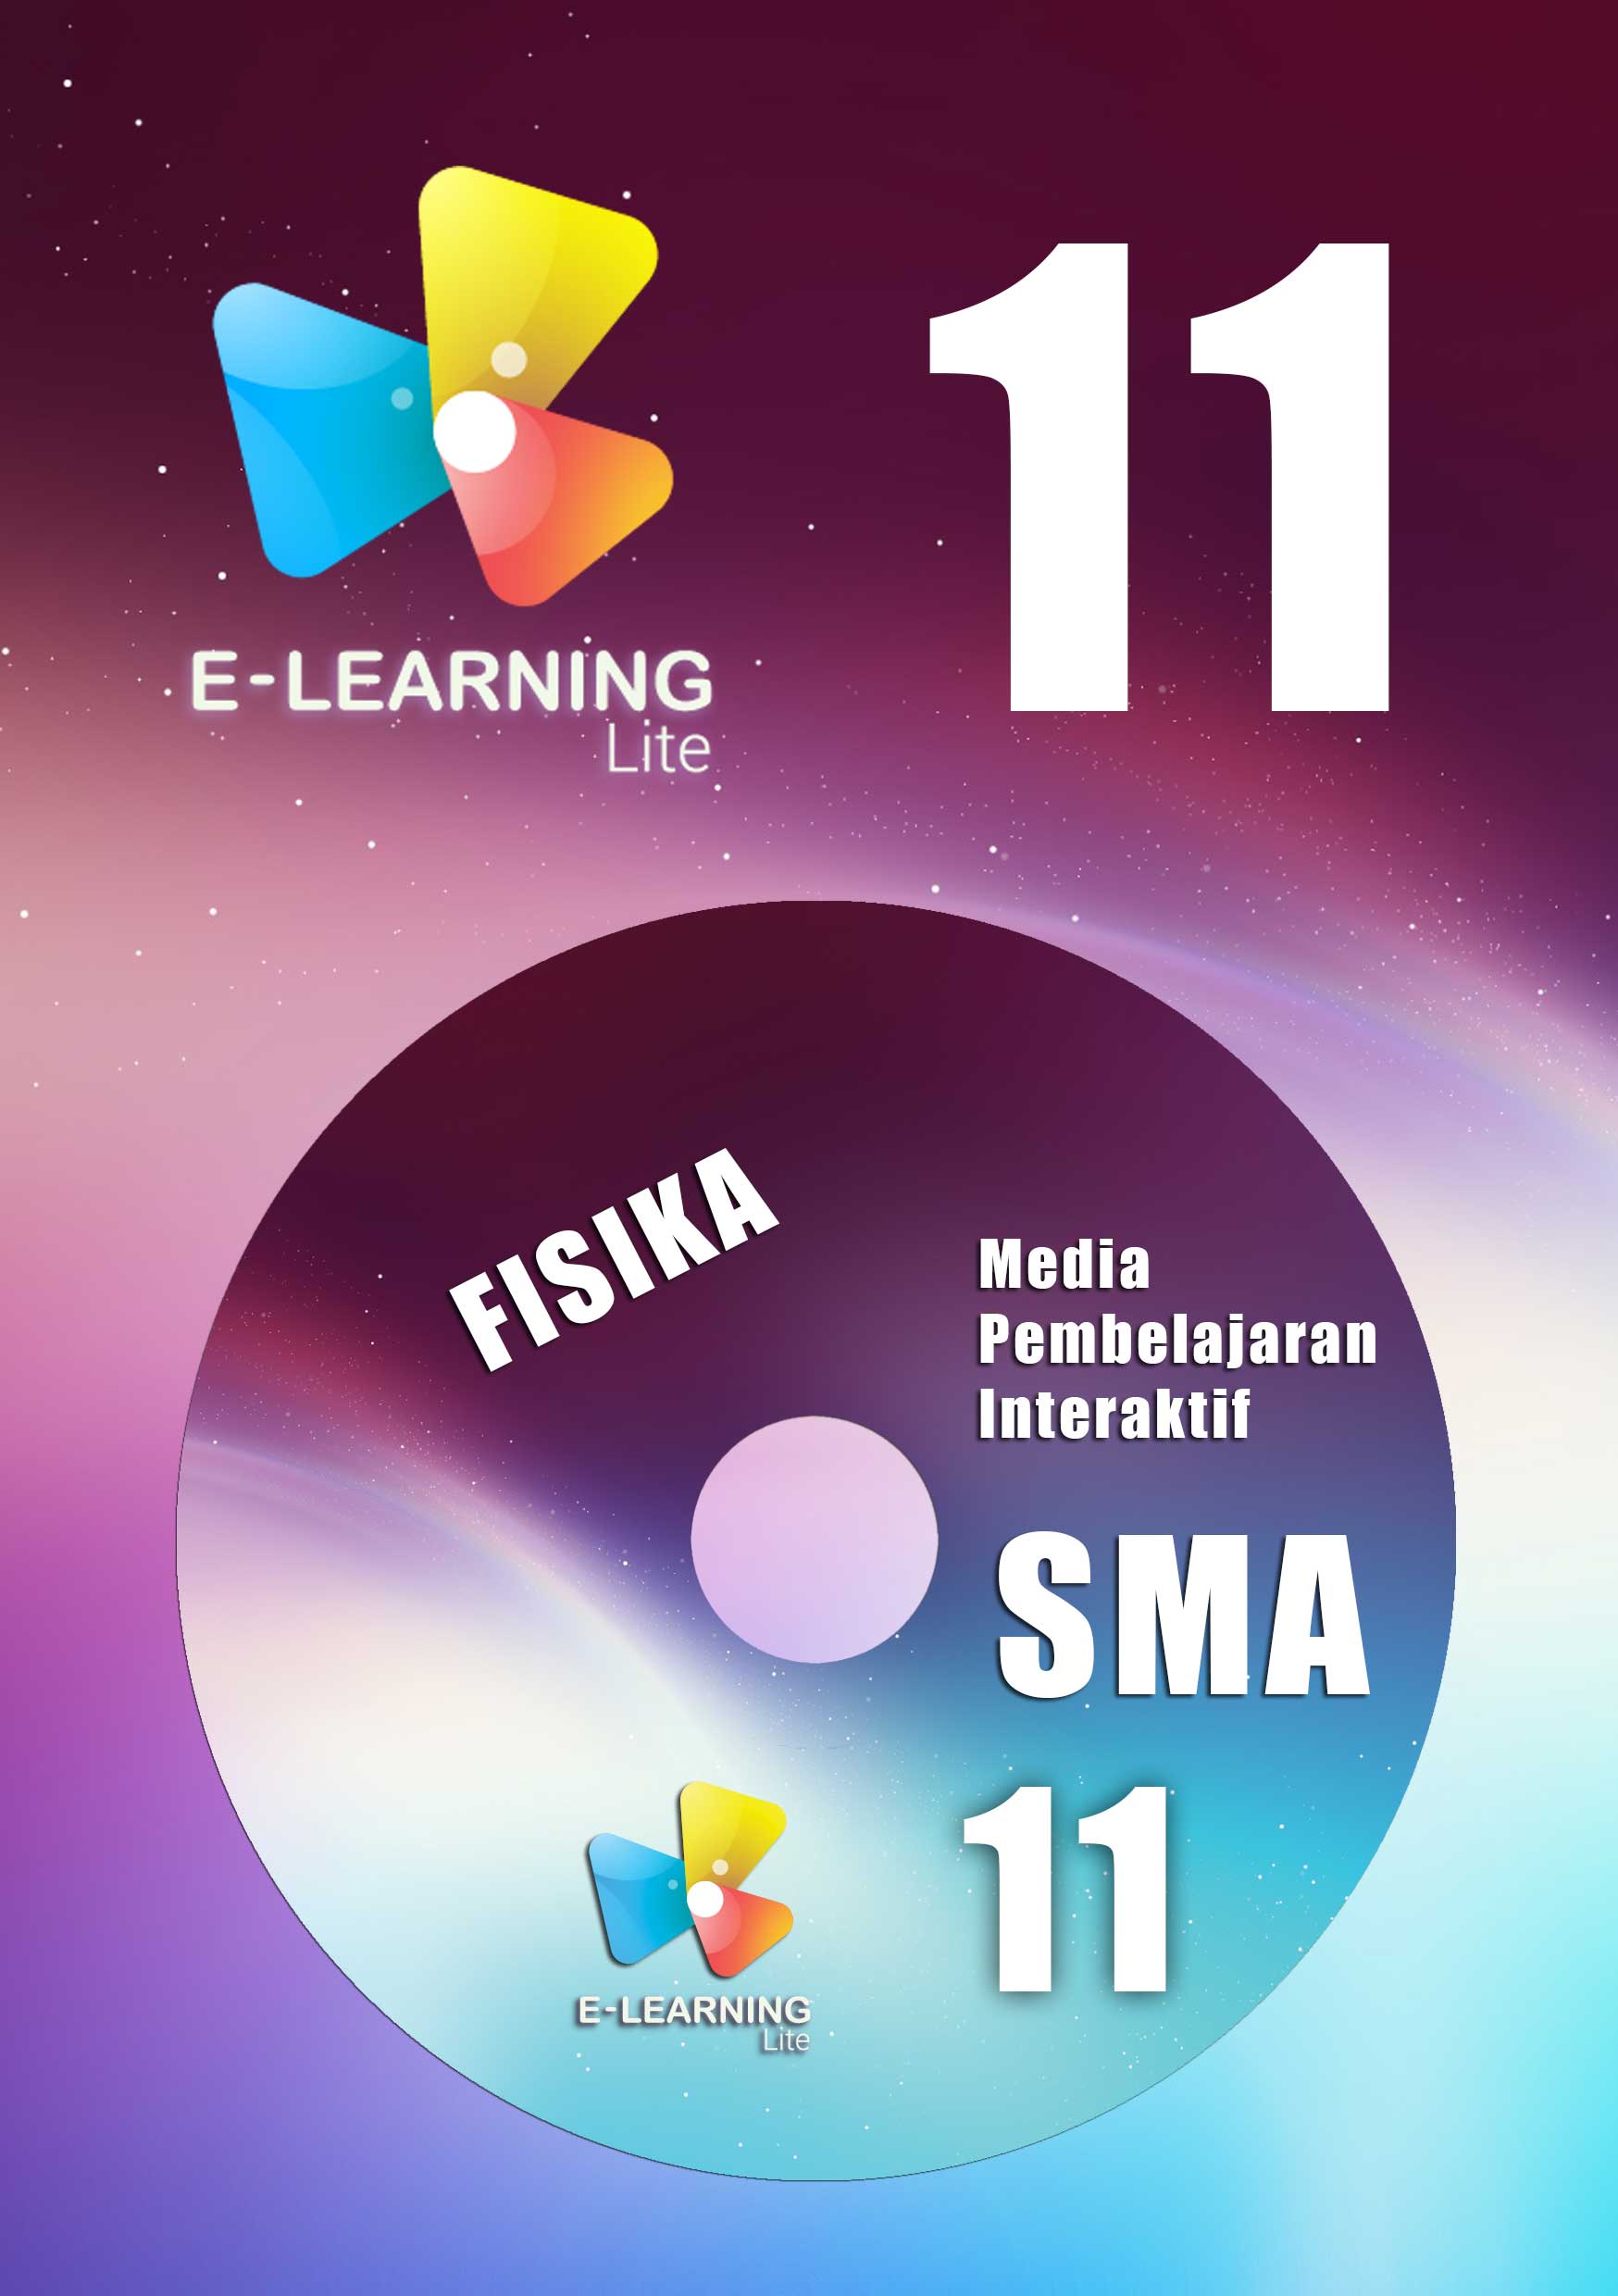 11
E-LEARNING
Lite
FISIKA
Media
Pembelajaran
Interaktif
SMA
11
E-LEARNING
Lite